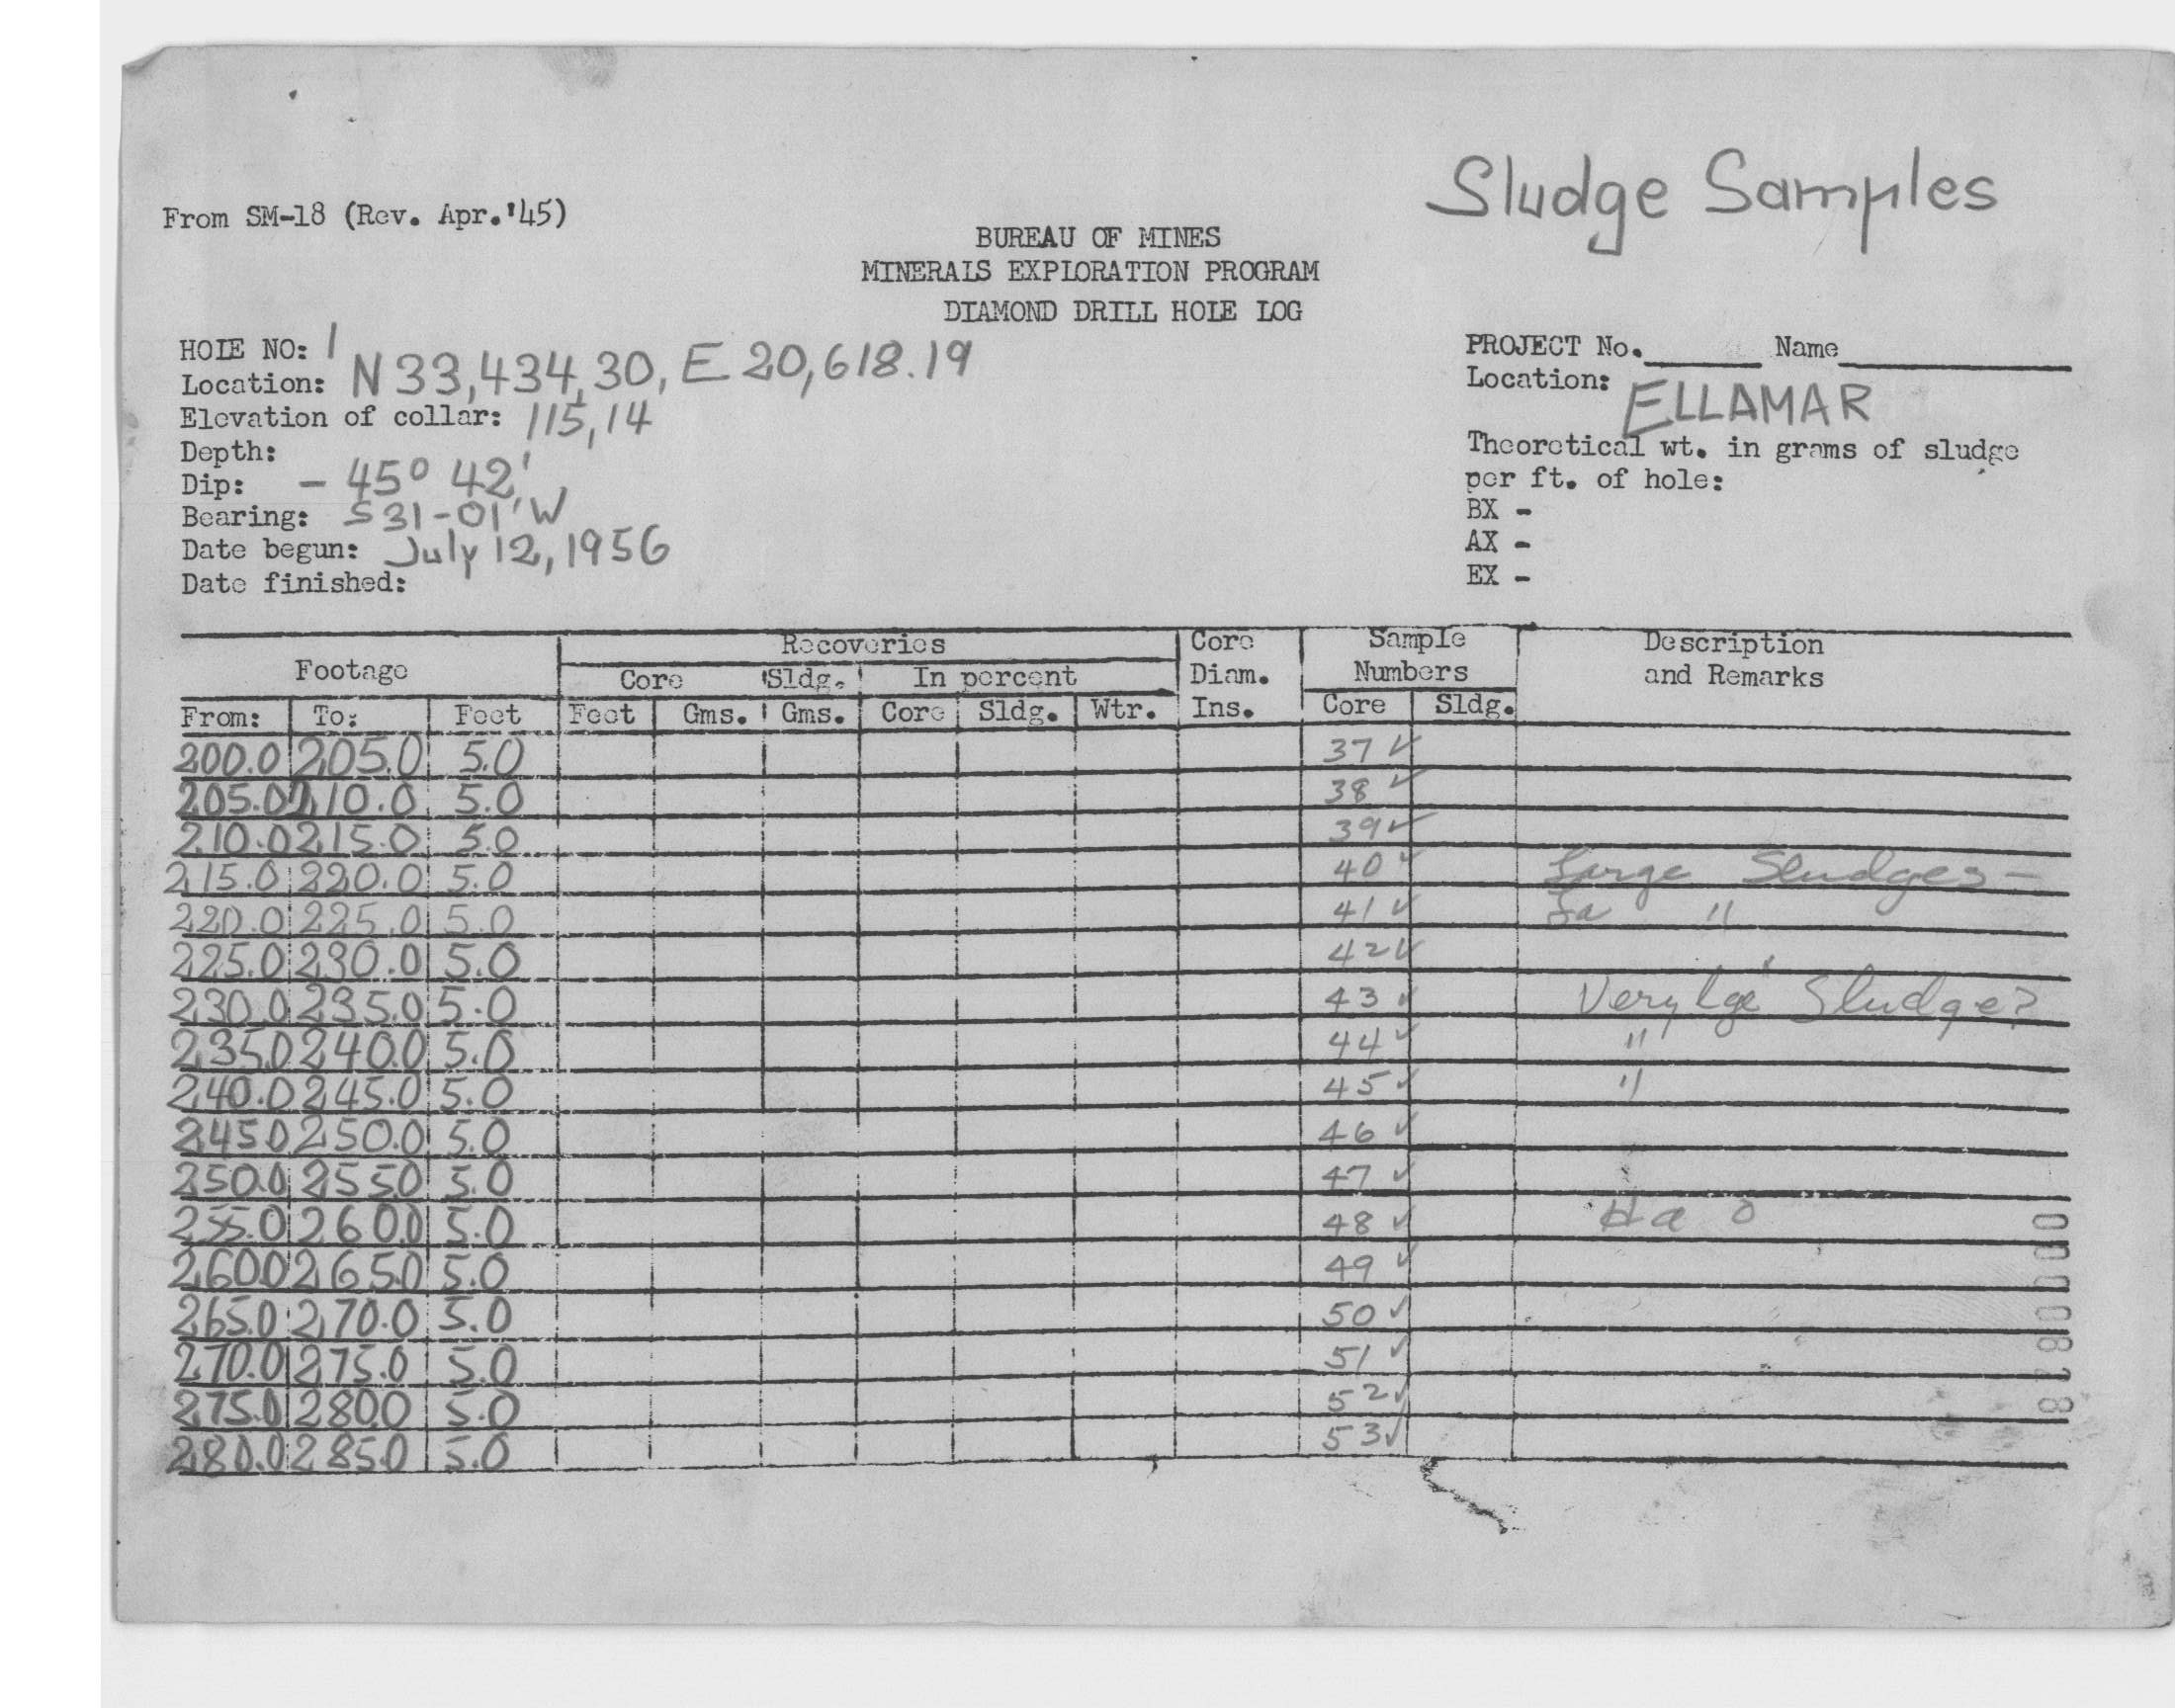 Sludge Samples
From SM-18 (Rev. Apr.'45)
BUREAU OF MINES
MINERALS EXPLORATION PROGRAM
DIAMOND DRILL HOLE LOG
HOLE NO: 1
Location: N 33,434,30, E 20,618.19
Elevation of collar: 115,14
Depth:
Dip: - 45° 42'
Bearing: S31-01'W
Date begun: July 12, 1956
Date finished:
PROJECT No. Name
Location: ELLAMAR
Theoretical wt. in grams of sludge
per ft. of hole:
BX -
AX -
EX -
Footage Recoveries Core Diam. Ins. Sample Numbers Description and Remarks
Core Sldg. In percent
From: To: Feet Feet Gms. Gms. Core Sldg. Wtr. Core Sldg.
200.0 205.0 5.0 37 ✓
205.0 210.0 5.0 38 ✓
210.0 215.0 5.0 39 ✓
215.0 220.0 5.0 40 ✓ Large Sludges -
220.0 225.0 5.0 41 ✓ "
225.0 230.0 5.0 42 ✓
230.0 235.0 5.0 43 ✓ Very Lge Sludge?
235.0 240.0 5.0 44 ✓ "
240.0 245.0 5.0 45 ✓ "
245.0 250.0 5.0 46 ✓
250.0 255.0 5.0 47 ✓
255.0 260.0 5.0 48 ✓
260.0 265.0 5.0 49 ✓
265.0 270.0 5.0 50 ✓
270.0 275.0 5.0 51 ✓
275.0 280.0 5.0 52 ✓
280.0 285.0 5.0 53 ✓